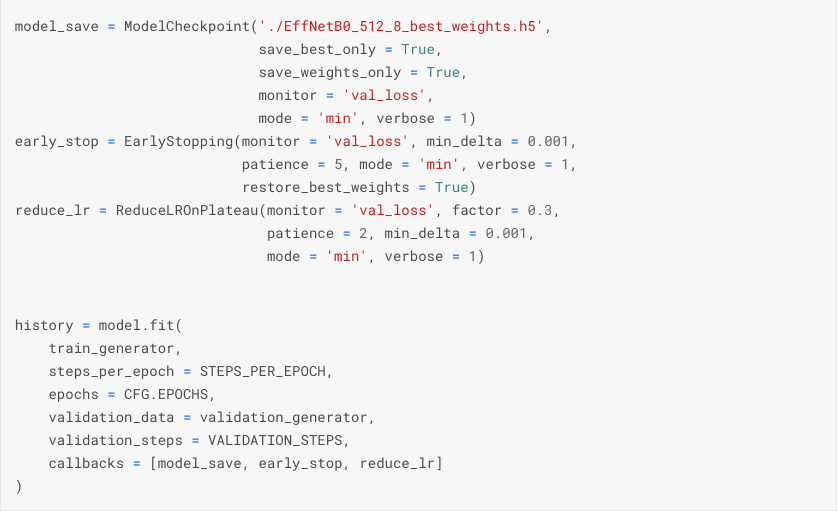 model_save = ModelCheckpoint('./EffNetB0_512_8_best_weights.h5',
                             save_best_only = True,
                             save_weights_only = True,
                             monitor = 'val_loss',
                             mode = 'min', verbose = 1)
early_stop = EarlyStopping(monitor = 'val_loss', min_delta = 0.001,
                           patience = 5, mode = 'min', verbose = 1,
                           restore_best_weights = True)
reduce_lr = ReduceLROnPlateau(monitor = 'val_loss', factor = 0.3,
                              patience = 2, min_delta = 0.001,
                              mode = 'min', verbose = 1)


history = model.fit(
    train_generator,
    steps_per_epoch = STEPS_PER_EPOCH,
    epochs = CFG.EPOCHS,
    validation_data = validation_generator,
    validation_steps = VALIDATION_STEPS,
    callbacks = [model_save, early_stop, reduce_lr]
)